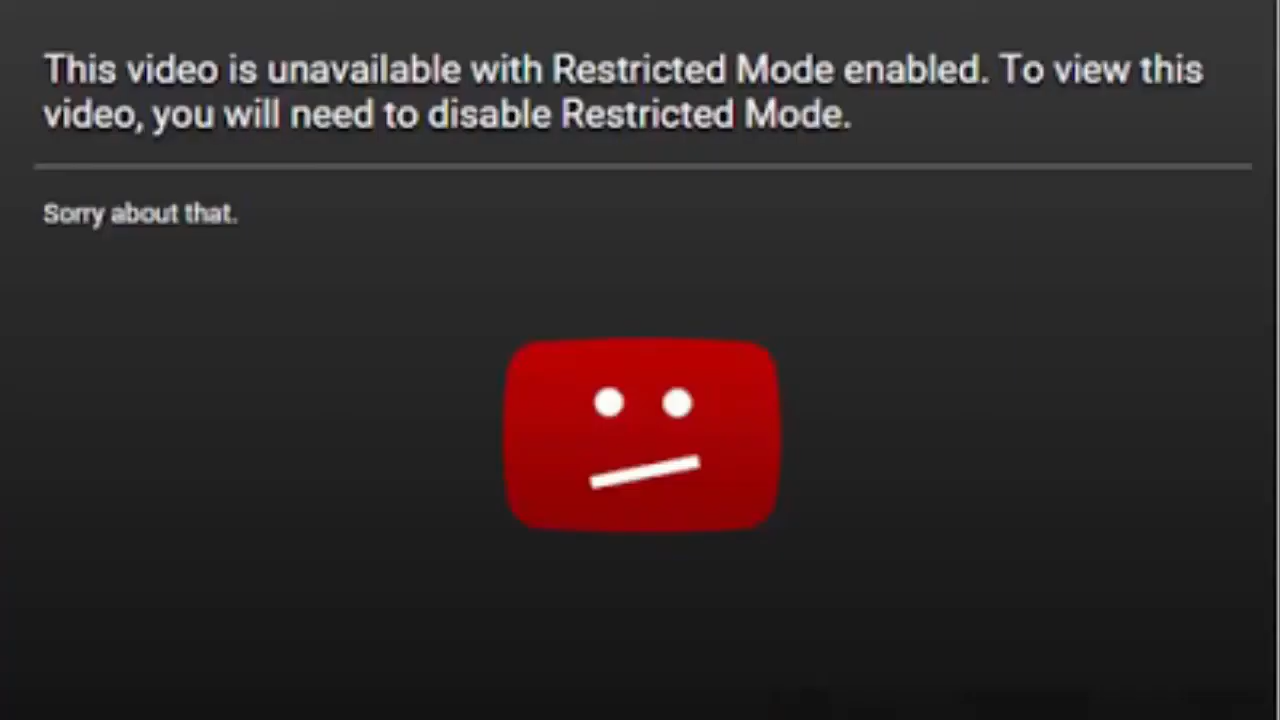 This video is unavailable with Restricted Mode enabled. To view this
video, you will need to disable Restricted Mode.
Sorry about that.